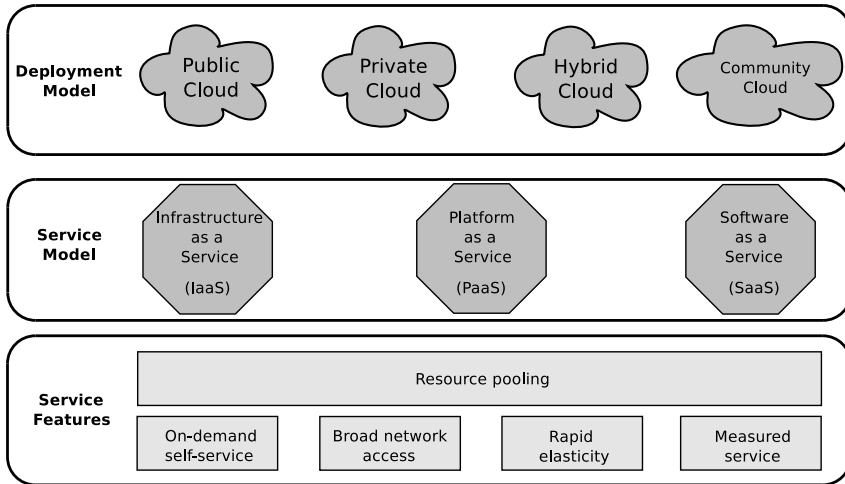 Deployment
Model
Public
Cloud
Private
Cloud
Hybrid
Cloud
Community
Cloud
Service
Model
Infrastructure
as a
Service
(IaaS)
Platform
as a
Service
(PaaS)
Software
as a
Service
(SaaS)
Service
Features
Resource pooling
On-demand
self-service
Broad network
access
Rapid
elasticity
Measured
service